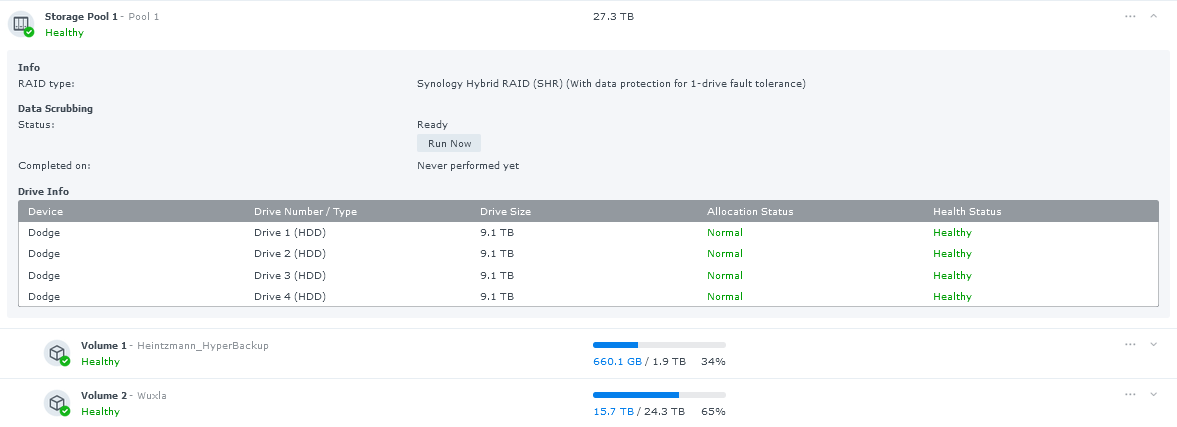 Storage Pool 1 - Pool 1 27.3 TB
Healthy
Info
RAID type: Synology Hybrid RAID (SHR) (With data protection for 1-drive fault tolerance)
Data Scrubbing
Status: Ready
Run Now
Completed on: Never performed yet
Drive Info
Device Drive Number / Type Drive Size Allocation Status Health Status
Dodge Drive 1 (HDD) 9.1 TB Normal Healthy
Dodge Drive 2 (HDD) 9.1 TB Normal Healthy
Dodge Drive 3 (HDD) 9.1 TB Normal Healthy
Dodge Drive 4 (HDD) 9.1 TB Normal Healthy
Volume 1 - Heintzmann_HyperBackup
Healthy 660.1 GB / 1.9 TB 34%
Volume 2 - Wuxla
Healthy 15.7 TB / 24.3 TB 65%